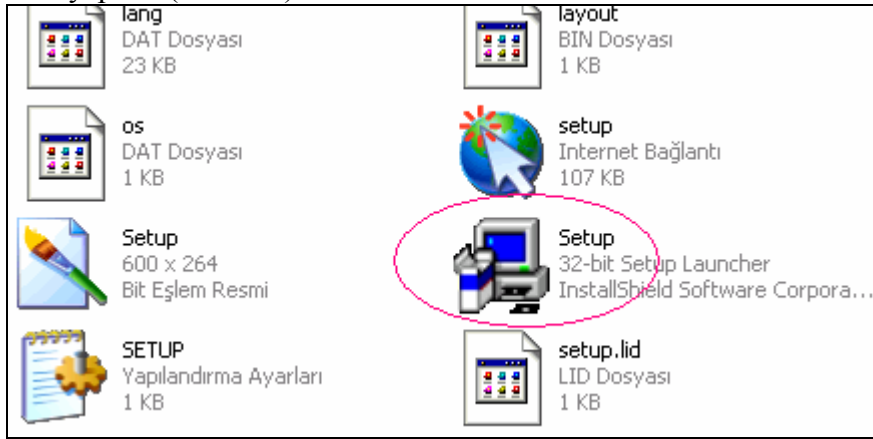 lang
DAT Dosyası
23 KB
layout
BIN Dosyası
1 KB
os
DAT Dosyası
1 KB
setup
Internet Bağlantı
107 KB
Setup
600 x 264
Bit Eşlem Resmi
Setup
32-bit Setup Launcher
InstallShield Software Corpora...
SETUP
Yapılandırma Ayarları
1 KB
setup.lid
LID Dosyası
1 KB